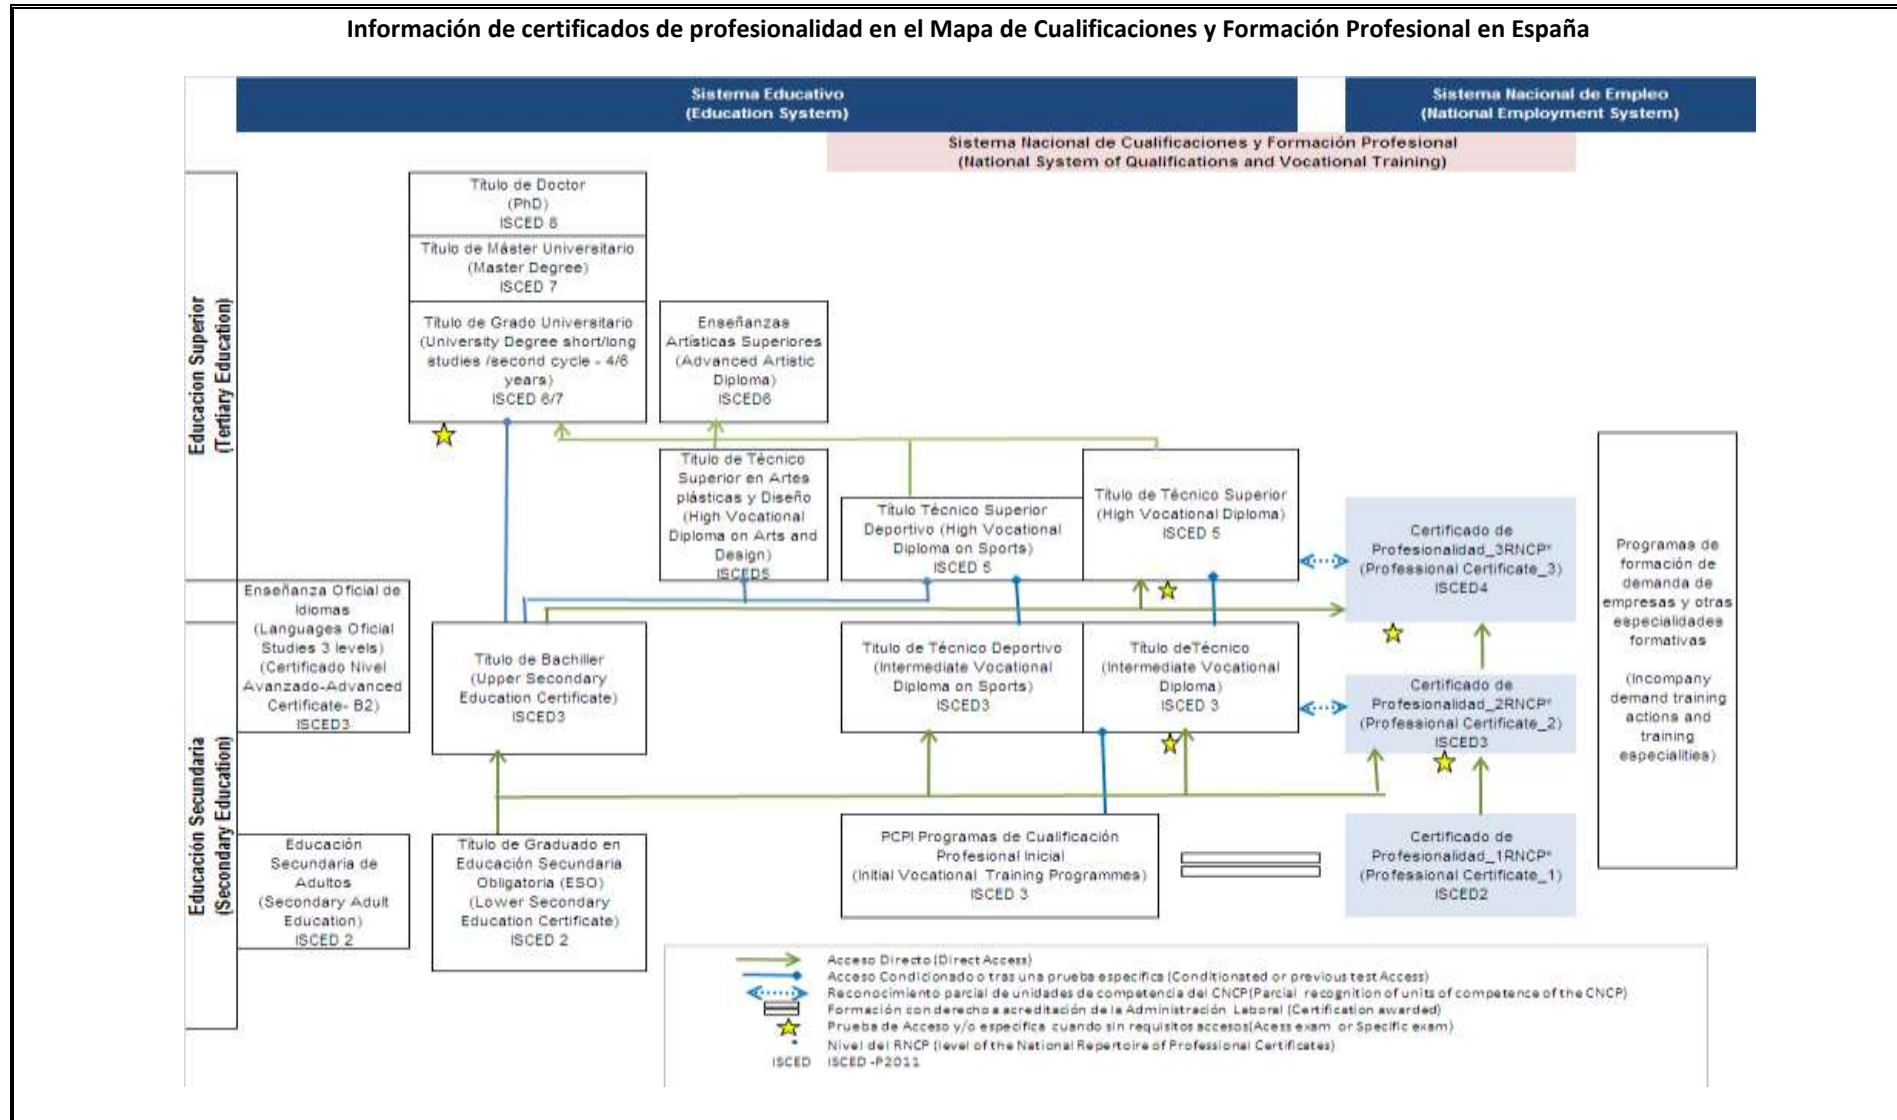 Información de certificados de profesionalidad en el Mapa de Cualificaciones y Formación Profesional en España
Sistema Educativo
(Education System)
Sistema Nacional de Empleo
(National Employment System)
Sistema Nacional de Cualificaciones y Formación Profesional
(National System of Qualifications and Vocational Training)
Educacion Superior
(Tertiary Education)
Título de Doctor
(PhD)
ISCED 8
Título de Máster Universitario
(Master Degree)
ISCED 7
Título de Grado Universitario
(University Degree short/long
studies /second cycle - 4/6
years)
ISCED 6/7
Enseñanzas
Artísticas Superiores
(Advanced Artistic
Diploma)
ISCED6
Título de Técnico
Superior en Artes
plásticas y Diseño
(High Vocational
Diploma on Arts and
Design)
ISCED5
Título Técnico Superior
Deportivo (High Vocational
Diploma on Sports)
ISCED 5
Título de Técnico Superior
(High Vocational Diploma)
ISCED 5
Certificado de
Profesionalidad_3RNCP*
(Professional Certificate_3)
ISCED4
Programas de
formación de
demanda de
empresas y otras
especialidades
formativas
(Incompany
demand training
actions and
training
especialities)
Educación Secundaria
(Secondary Education)
Enseñanza Oficial de
Idiomas
(Languages Oficial
Studies 3 levels)
(Certificado Nivel
Avanzado-Advanced
Certificate- B2)
ISCED3
Título de Bachiller
(Upper Secondary
Education Certificate)
ISCED3
Título de Técnico Deportivo
(Intermediate Vocational
Diploma on Sports)
ISCED3
Título deTécnico
(Intermediate Vocational
Diploma)
ISCED 3
Certificado de
Profesionalidad_2RNCP*
(Professional Certificate_2)
ISCED3
Educación
Secundaria de
Adultos
(Secondary Adult
Education)
ISCED 2
Título de Graduado en
Educación Secundaria
Obligatoria (ESO)
(Lower Secondary
Education Certificate)
ISCED 2
PCPI Programas de Cualificación
Profesional Inicial
(Initial Vocational Training Programmes)
ISCED 3
Certificado de
Profesionalidad_1RNCP*
(Professional Certificate_1)
ISCED2
Acceso Directo (Direct Access)
Acceso Condicionado o tras una prueba específica (Conditionated or previous test Access)
Reconocimiento parcial de unidades de competencia del CNCP(Parcial recognition of units of competence of the CNCP)
Formación con derecho a acreditación de la Administración Laboral (Certification awarded)
Prueba de Acceso y/o específica cuando sin requisitos accesos(Acess exam or Specific exam)
* Nivel del RNCP (level of the National Repertoire of Professional Certificates)
ISCED ISCED -P2011